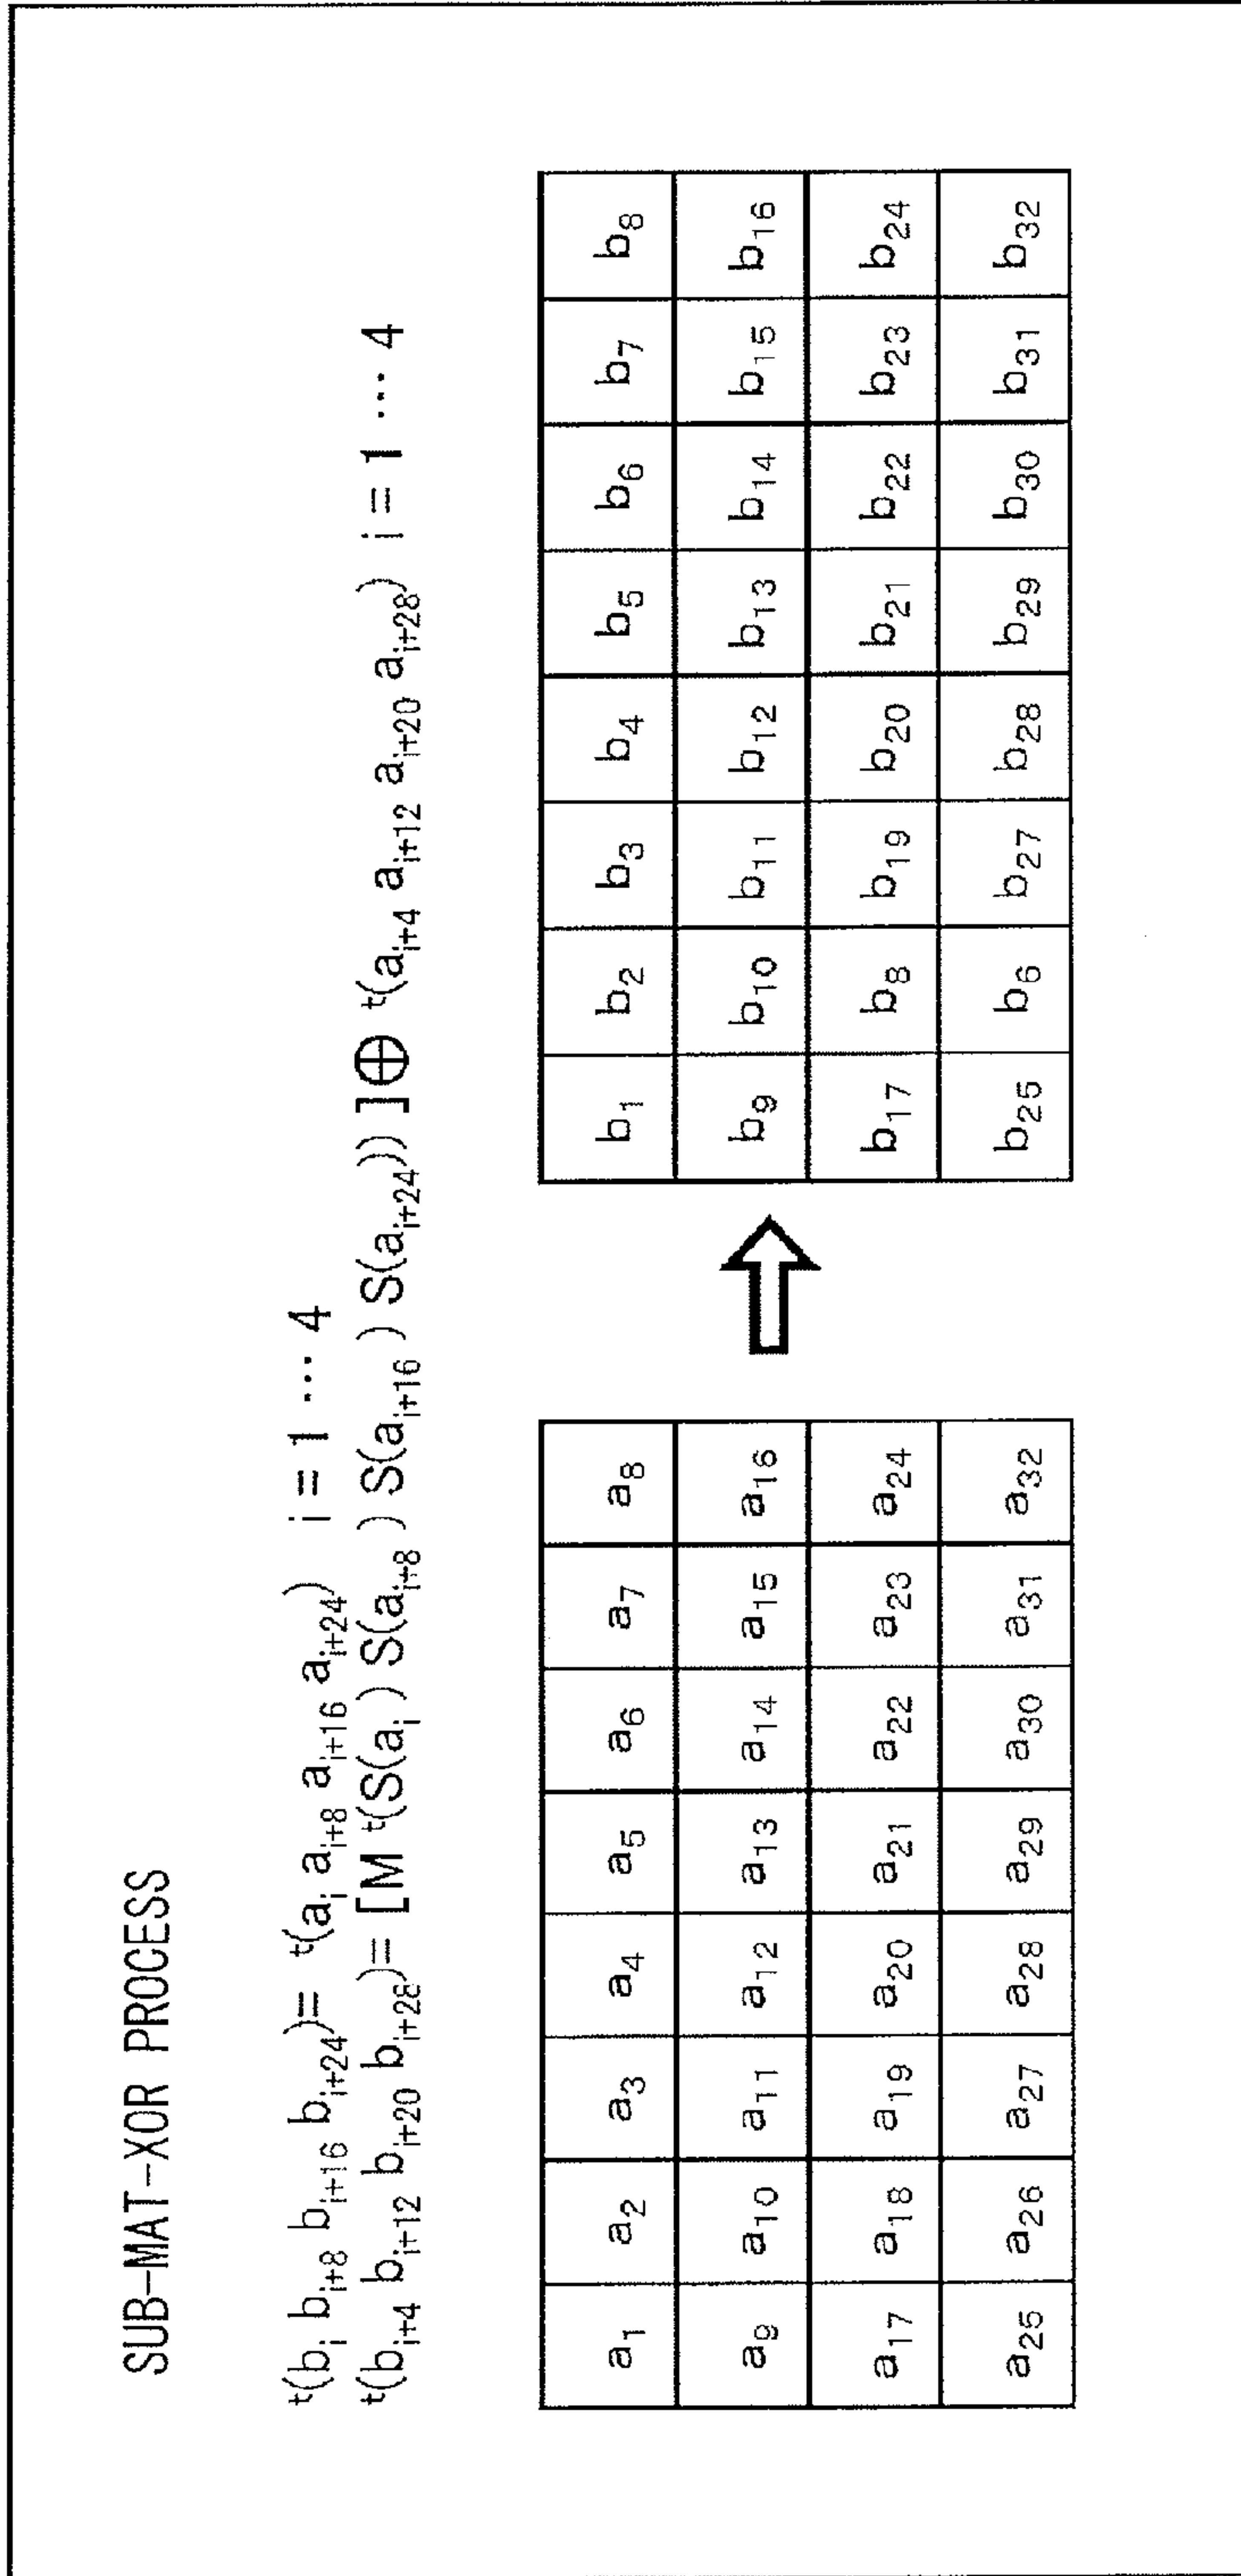 SUB-MAT-XOR PROCESS
ᵗ(bᵢ bᵢ₊₈ bᵢ₊₁₆ bᵢ₊₂₄)= ᵗ(aᵢ aᵢ₊₈ aᵢ₊₁₆ aᵢ₊₂₄) i = 1 ··· 4
ᵗ(bᵢ₊₄ bᵢ₊₁₂ bᵢ₊₂₀ bᵢ₊₂₈)= [M ᵗ(S(aᵢ) S(aᵢ₊₈) S(aᵢ₊₁₆) S(aᵢ₊₂₄)) ]⊕ ᵗ(aᵢ₊₄ aᵢ₊₁₂ aᵢ₊₂₀ aᵢ₊₂₈) i = 1 ··· 4
a₁ a₂ a₃ a₄ a₅ a₆ a₇ a₈
a₉ a₁₀ a₁₁ a₁₂ a₁₃ a₁₄ a₁₅ a₁₆
a₁₇ a₁₈ a₁₉ a₂₀ a₂₁ a₂₂ a₂₃ a₂₄
a₂₅ a₂₆ a₂₇ a₂₈ a₂₉ a₃₀ a₃₁ a₃₂
b₁ b₂ b₃ b₄ b₅ b₆ b₇ b₈
b₉ b₁₀ b₁₁ b₁₂ b₁₃ b₁₄ b₁₅ b₁₆
b₁₇ b₈ b₁₉ b₂₀ b₂₁ b₂₂ b₂₃ b₂₄
b₂₅ b₆ b₂₇ b₂₈ b₂₉ b₃₀ b₃₁ b₃₂